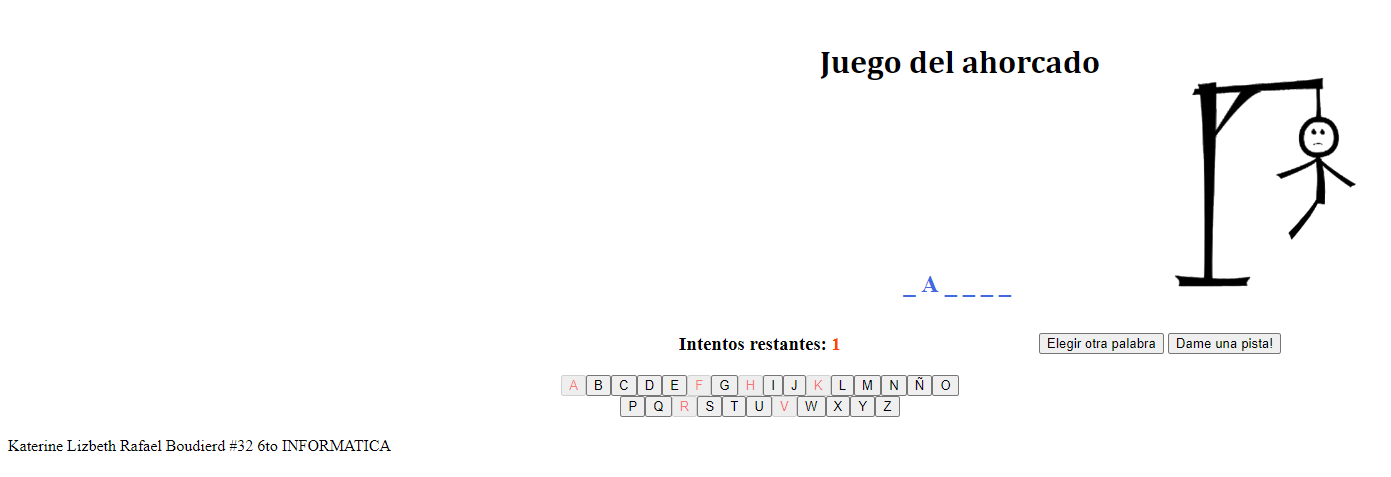 Juego del ahorcado
_ A _ _ _ _
Intentos restantes: 1
Elegir otra palabra Dame una pista!
A B C D E F G H I J K L M N Ñ O
P Q R S T U V W X Y Z
Katerine Lizbeth Rafael Boudierd #32 6to INFORMATICA